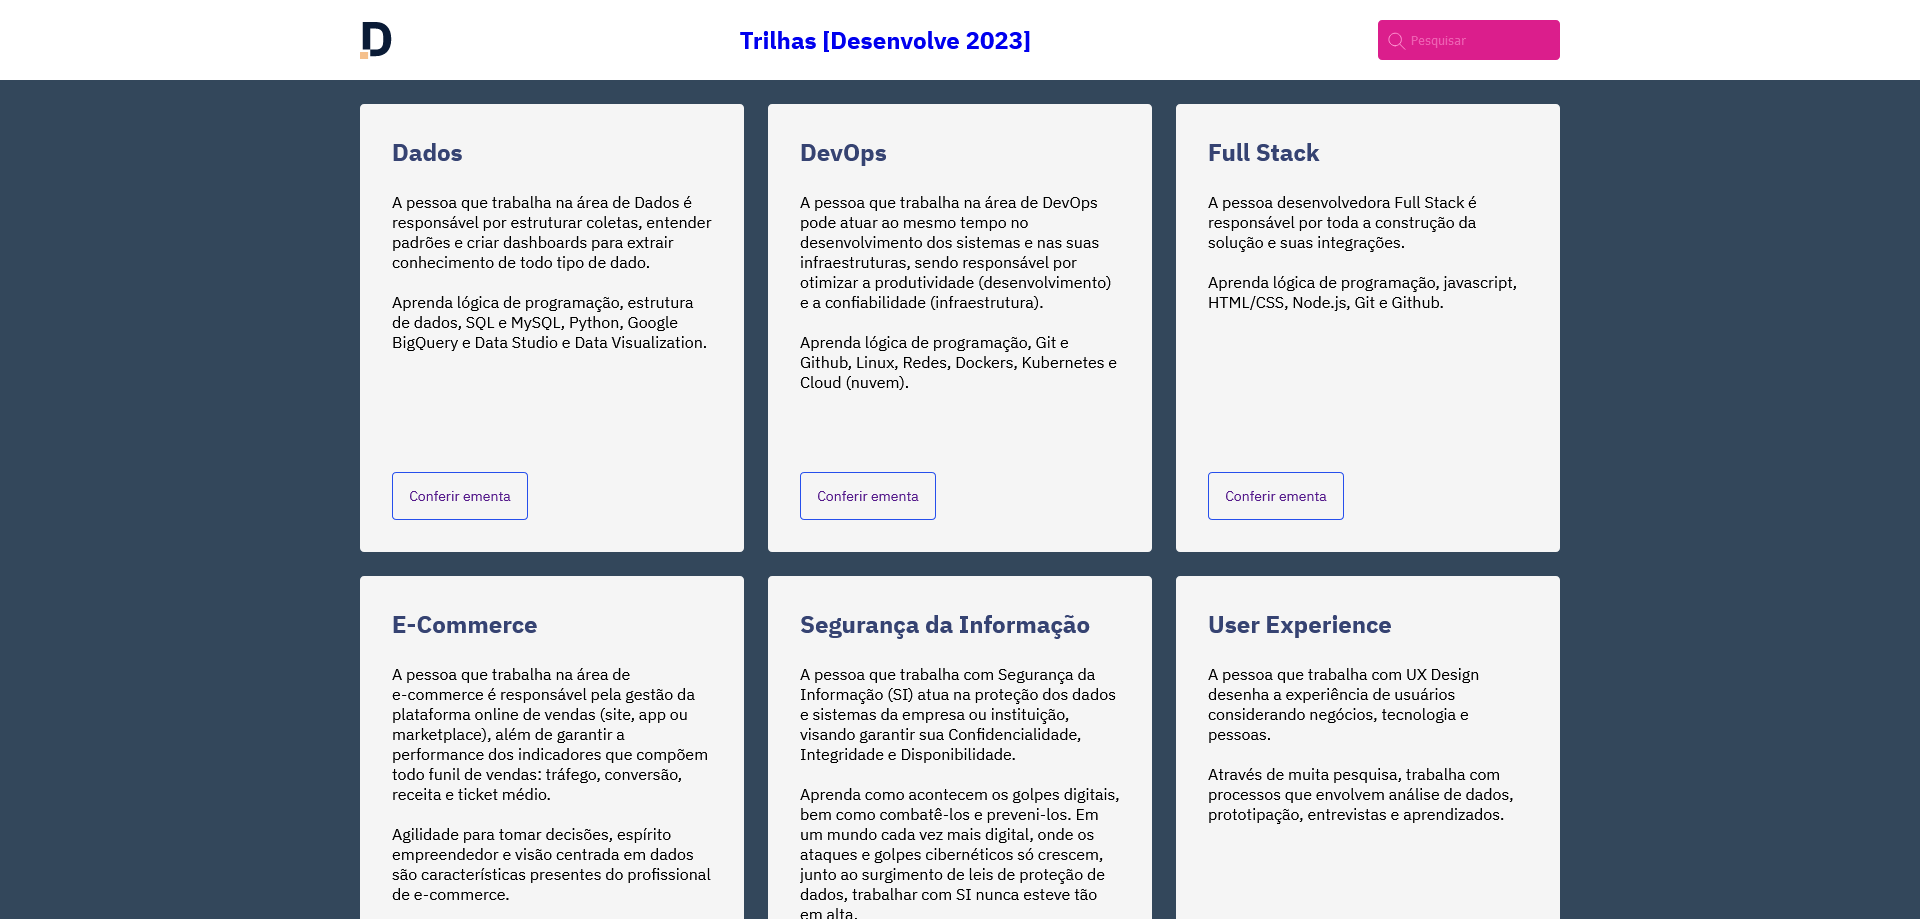 D
Trilhas [Desenvolve 2023]
Pesquisar
Dados
A pessoa que trabalha na área de Dados é
responsável por estruturar coletas, entender
padrões e criar dashboards para extrair
conhecimento de todo tipo de dado.
Aprenda lógica de programação, estrutura
de dados, SQL e MySQL, Python, Google
BigQuery e Data Studio e Data Visualization.
Conferir ementa
DevOps
A pessoa que trabalha na área de DevOps
pode atuar ao mesmo tempo no
desenvolvimento dos sistemas e nas suas
infraestruturas, sendo responsável por
otimizar a produtividade (desenvolvimento)
e a confiabilidade (infraestrutura).
Aprenda lógica de programação, Git e
Github, Linux, Redes, Dockers, Kubernetes e
Cloud (nuvem).
Conferir ementa
Full Stack
A pessoa desenvolvedora Full Stack é
responsável por toda a construção da
solução e suas integrações.
Aprenda lógica de programação, javascript,
HTML/CSS, Node.js, Git e Github.
Conferir ementa
E-Commerce
A pessoa que trabalha na área de
e-commerce é responsável pela gestão da
plataforma online de vendas (site, app ou
marketplace), além de garantir a
performance dos indicadores que compõem
todo funil de vendas: tráfego, conversão,
receita e ticket médio.
Agilidade para tomar decisões, espírito
empreendedor e visão centrada em dados
são características presentes do profissional
de e-commerce.
Segurança da Informação
A pessoa que trabalha com Segurança da
Informação (SI) atua na proteção dos dados
e sistemas da empresa ou instituição,
visando garantir sua Confidencialidade,
Integridade e Disponibilidade.
Aprenda como acontecem os golpes digitais,
bem como combatê-los e preveni-los. Em
um mundo cada vez mais digital, onde os
ataques e golpes cibernéticos só crescem,
junto ao surgimento de leis de proteção de
dados, trabalhar com SI nunca esteve tão
em alta.
User Experience
A pessoa que trabalha com UX Design
desenha a experiência de usuários
considerando negócios, tecnologia e
pessoas.
Através de muita pesquisa, trabalha com
processos que envolvem análise de dados,
prototipação, entrevistas e aprendizados.